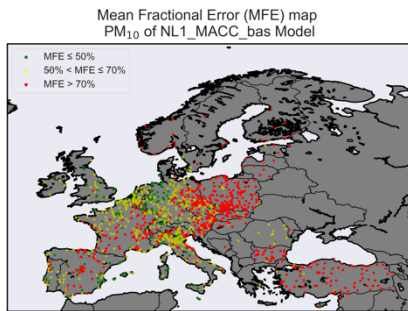 Mean Fractional Error (MFE) map
PM₁₀ of NL1_MACC_bas Model
MFE ≤ 50%
50% < MFE ≤ 70%
MFE > 70%